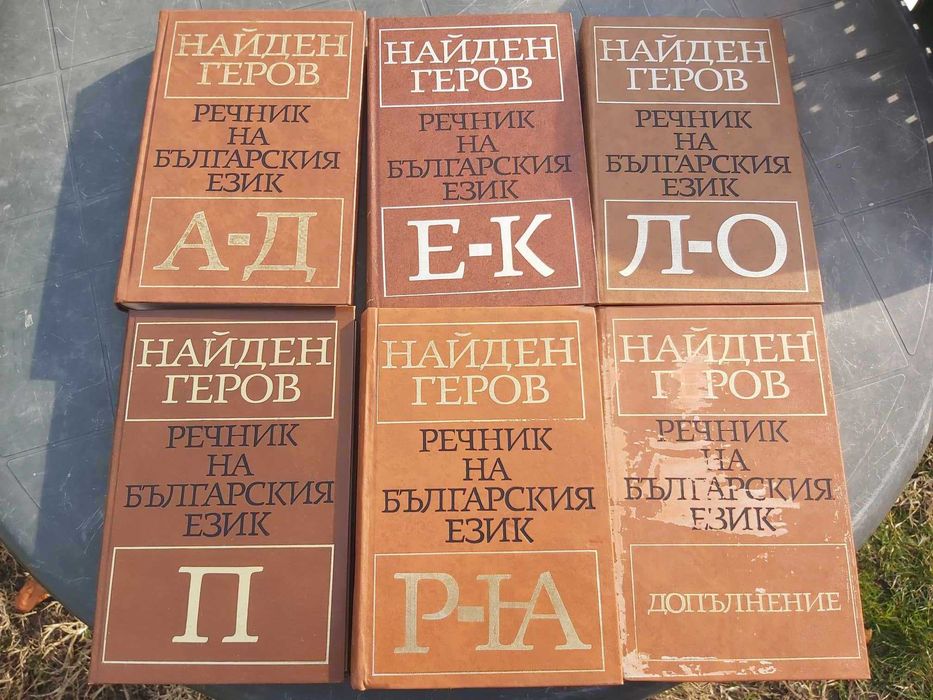 НАЙДЕН
ГЕРОВ
РЕЧНИК
НА
БЪЛГАРСКИЯ
ЕЗИК
А-Д
НАЙДЕН
ГЕРОВ
РЕЧНИК
НА
БЪЛГАРСКИЯ
ЕЗИК
Е-К
НАЙДЕН
ГЕРОВ
РЕЧНИК
НА
БЪЛГАРСКИЯ
ЕЗИК
Л-О
НАЙДЕН
ГЕРОВ
РЕЧНИК
НА
БЪЛГАРСКИЯ
ЕЗИК
П
НАЙДЕН
ГЕРОВ
РЕЧНИК
НА
БЪЛГАРСКИЯ
ЕЗИК
Р-Ꙗ
НАЙДЕН
ГЕРОВ
РЕЧНИК
НА
БЪЛГАРСКИЯ
ЕЗИК
ДОПЪЛНЕНИЕ